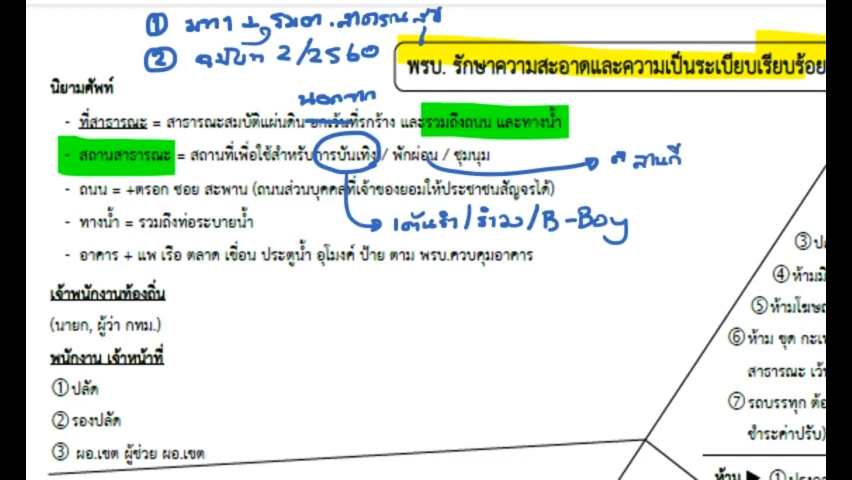 ① มท 1
② ฉบับที่ 2/2560
พรบ. รักษาความสะอาดและความเป็นระเบียบเรียบร้อย
นิยามศัพท์
นอกจาก
- ที่สาธารณะ = สาธารณะสมบัติแผ่นดิน ยกเว้นที่รกร้าง และรวมถึงถนน และทางน้ำ
- สถานสาธารณะ = สถานที่เพื่อใช้สำหรับการบันเทิง / พักผ่อน / ชุมนุม
- ถนน = +ตรอก ซอย สะพาน (ถนนส่วนบุคคลที่เจ้าของยอมให้ประชาชนสัญจรได้)
- ทางน้ำ = รวมถึงท่อระบายน้ำ
เต้นรำ/รำวง/B-Boy
- อาคาร + แพ เรือ ตลาด เขื่อน ประตูน้ำ อุโมงค์ ป้าย ตาม พรบ.ควบคุมอาคาร
เจ้าพนักงานท้องถิ่น
(นายก, ผู้ว่า กทม.)
พนักงาน เจ้าหน้าที่
① ปลัด
② รองปลัด
③ ผอ.เขต ผู้ช่วย ผอ.เขต
③ ปล
④ ห้ามมี
⑤ ห้ามโฆษณ
⑥ ห้าม ขุด กะเท
สาธารณะ เว้
⑦ รถบรรทุก ต้อ
ชำระค่าปรับ)
ห้าม ▶ ①